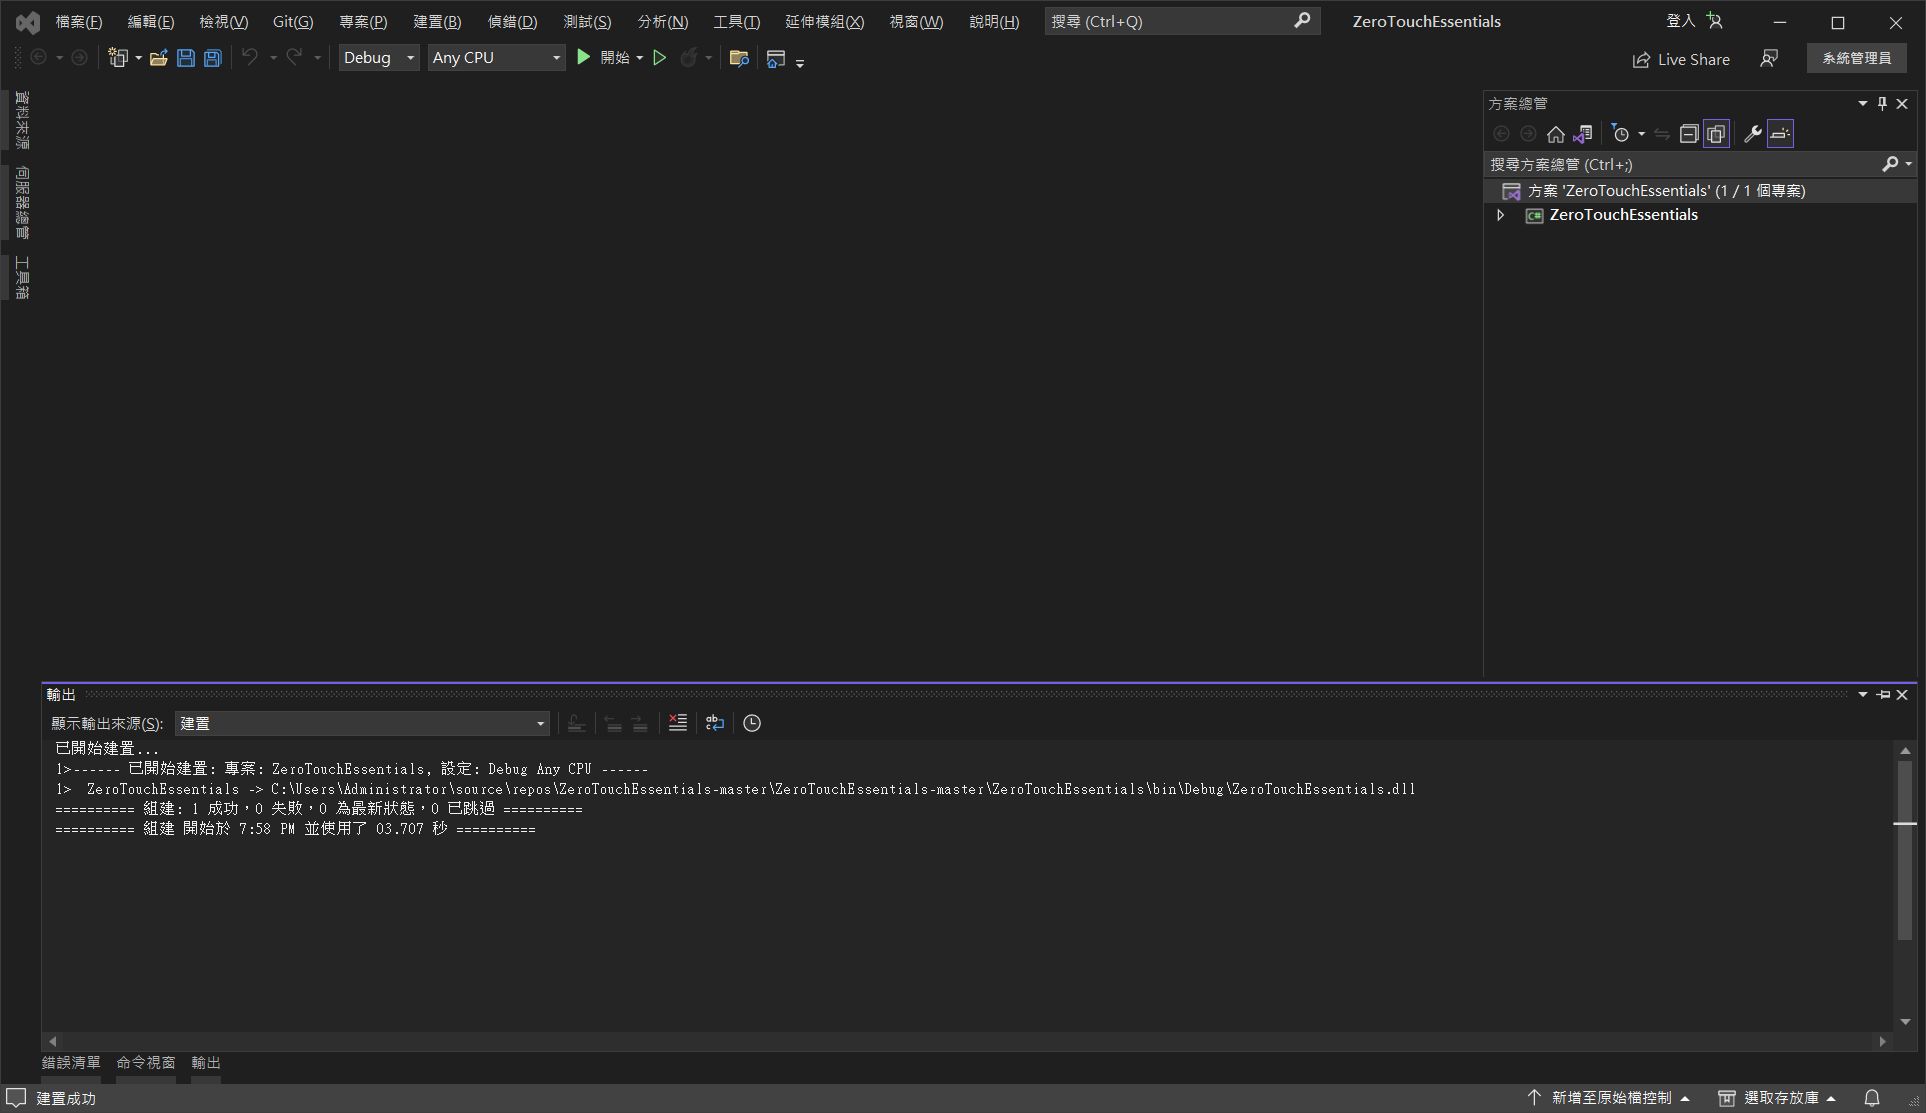 檔案(F) 編輯(E) 檢視(V) Git(G) 專案(P) 建置(B) 偵錯(D) 測試(S) 分析(N) 工具(T) 延伸模組(X) 視窗(W) 說明(H) 搜尋 (Ctrl+Q) ZeroTouchEssentials 登入
Debug Any CPU 開始 Live Share 系統管理員
資料來源
伺服器總管
工具箱
方案總管
搜尋方案總管 (Ctrl+;)
方案 'ZeroTouchEssentials' (1 / 1 個專案)
C# ZeroTouchEssentials
輸出
顯示輸出來源(S): 建置
已開始建置...
1>------ 已開始建置: 專案: ZeroTouchEssentials, 設定: Debug Any CPU ------
1>  ZeroTouchEssentials -> C:\Users\Administrator\source\repos\ZeroTouchEssentials-master\ZeroTouchEssentials-master\ZeroTouchEssentials\bin\Debug\ZeroTouchEssentials.dll
========== 組建: 1 成功，0 失敗，0 為最新狀態，0 已跳過 ==========
========== 組建 開始於 7:58 PM 並使用了 03.707 秒 ==========
錯誤清單 命令視窗 輸出
建置成功 新增至原始檔控制 選取存放庫